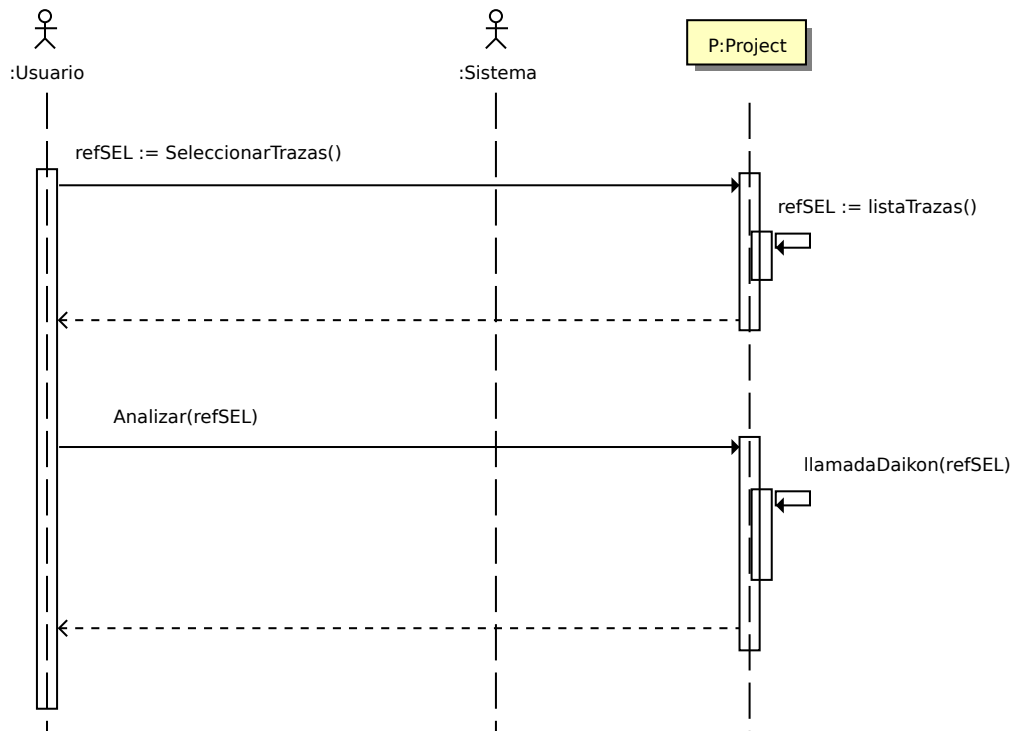 :Usuario
:Sistema
P:Project
refSEL := SeleccionarTrazas()
refSEL := listaTrazas()
Analizar(refSEL)
llamadaDaikon(refSEL)